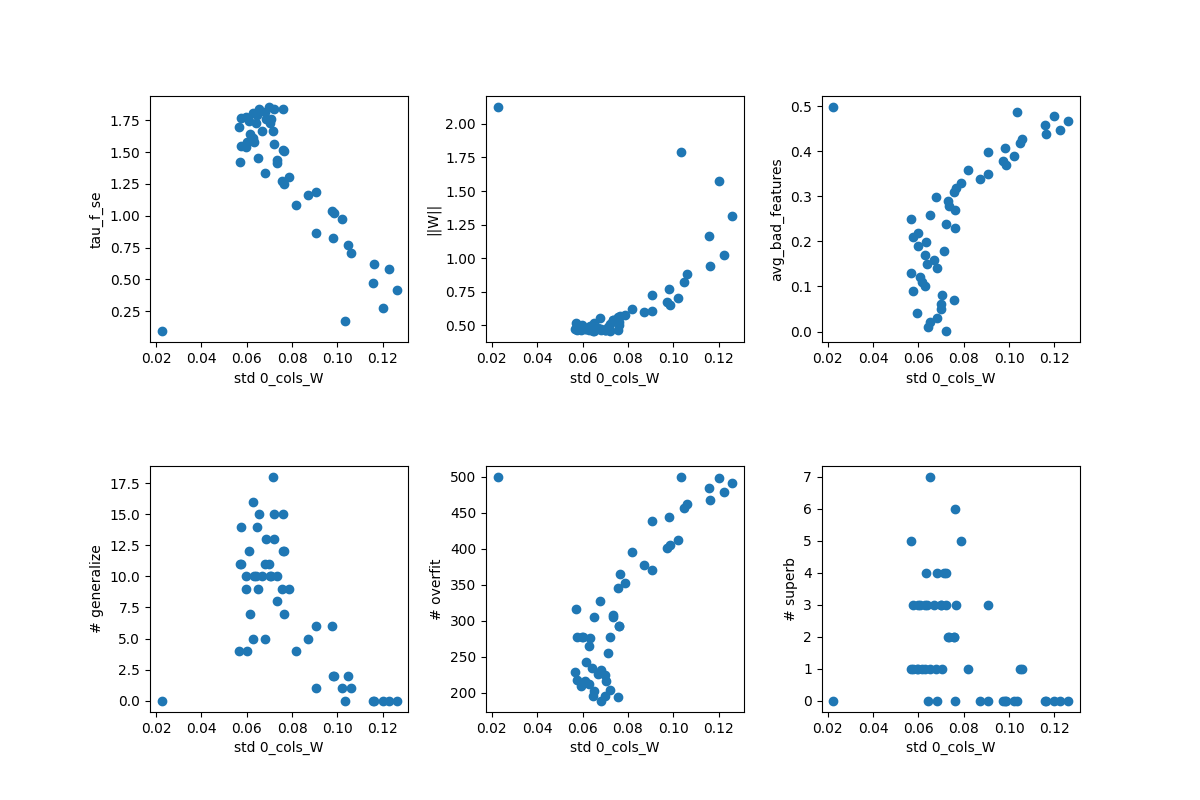 tau_f_se
1.75
1.50
1.25
1.00
0.75
0.50
0.25
0.02 0.04 0.06 0.08 0.10 0.12
std 0_cols_W
||W||
2.00
1.75
1.50
1.25
1.00
0.75
0.50
0.02 0.04 0.06 0.08 0.10 0.12
std 0_cols_W
avg_bad_features
0.5
0.4
0.3
0.2
0.1
0.0
0.02 0.04 0.06 0.08 0.10 0.12
std 0_cols_W
# generalize
17.5
15.0
12.5
10.0
7.5
5.0
2.5
0.0
0.02 0.04 0.06 0.08 0.10 0.12
std 0_cols_W
# overfit
500
450
400
350
300
250
200
0.02 0.04 0.06 0.08 0.10 0.12
std 0_cols_W
# superb
7
6
5
4
3
2
1
0
0.02 0.04 0.06 0.08 0.10 0.12
std 0_cols_W